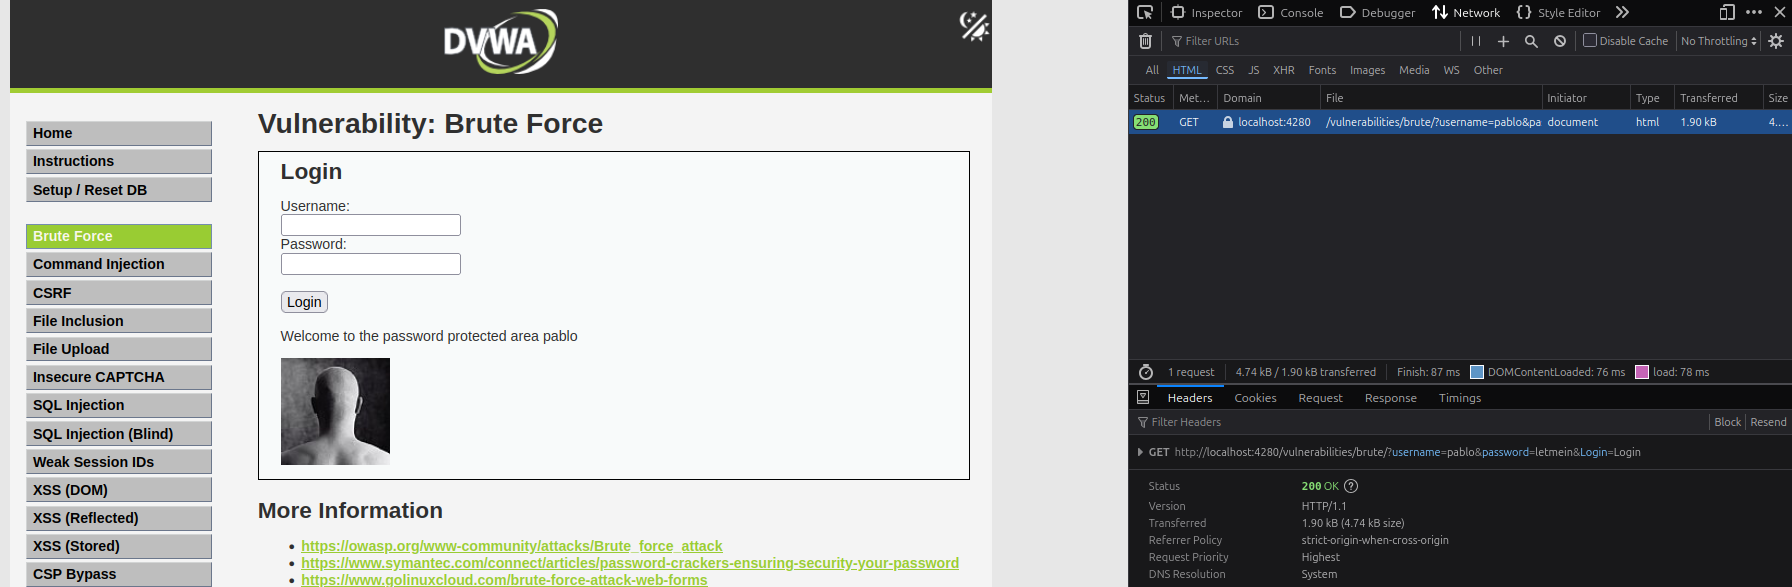 DVWA
Home
Instructions
Setup / Reset DB
Brute Force
Command Injection
CSRF
File Inclusion
File Upload
Insecure CAPTCHA
SQL Injection
SQL Injection (Blind)
Weak Session IDs
XSS (DOM)
XSS (Reflected)
XSS (Stored)
CSP Bypass
Vulnerability: Brute Force
Login
Username:
Password:
Login
Welcome to the password protected area pablo
More Information
https://owasp.org/www-community/attacks/Brute_force_attack
https://www.symantec.com/connect/articles/password-crackers-ensuring-security-your-password
https://www.golinuxcloud.com/brute-force-attack-web-forms
Inspector Console Debugger Network Style Editor
Filter URLs Disable Cache No Throttling
All HTML CSS JS XHR Fonts Images Media WS Other
Status Met... Domain File Initiator Type Transferred Size
200 GET localhost:4280 /vulnerabilities/brute/?username=pablo&pa document html 1.90 kB 4....
1 request 4.74 kB / 1.90 kB transferred Finish: 87 ms DOMContentLoaded: 76 ms load: 78 ms
Headers Cookies Request Response Timings
Filter Headers Block Resend
GET http://localhost:4280/vulnerabilities/brute/?username=pablo&password=letmein&Login=Login
Status 200 OK ?
Version HTTP/1.1
Transferred 1.90 kB (4.74 kB size)
Referrer Policy strict-origin-when-cross-origin
Request Priority Highest
DNS Resolution System